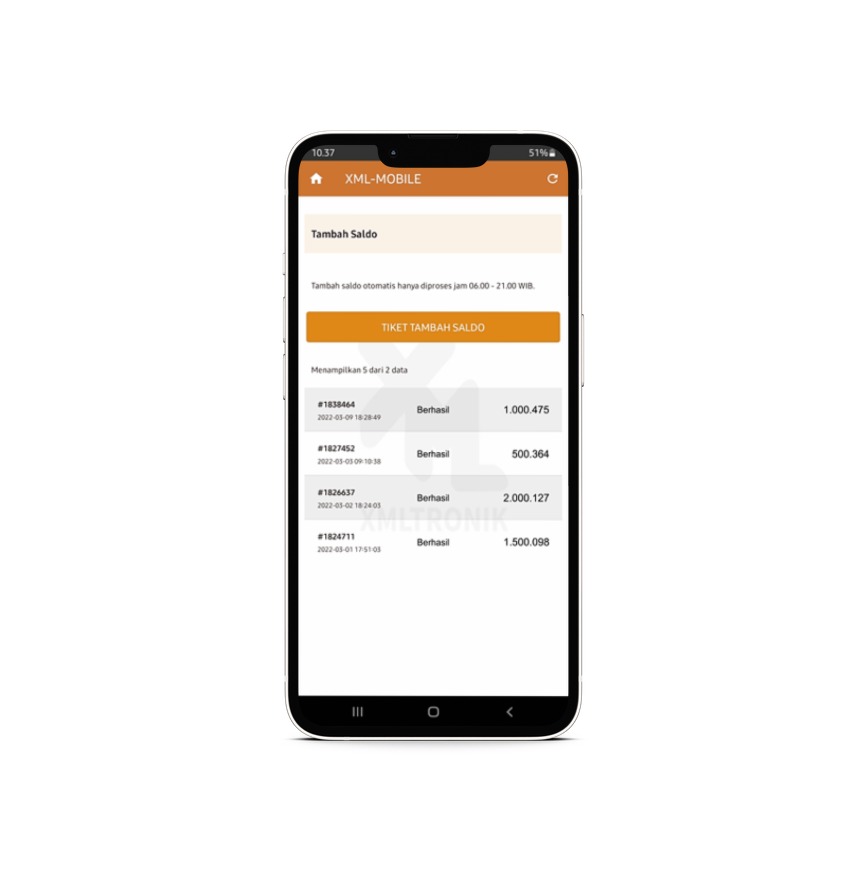 10.37
51%
XML-MOBILE
Tambah Saldo
Tambah saldo otomatis hanya diproses jam 06.00 - 21.00 WIB.
TIKET TAMBAH SALDO
Menampilkan 5 dari 2 data
#1838464
2022-03-09 18:28:49
Berhasil
1.000.475
#1827452
2022-03-03 09:10:38
Berhasil
500.364
#1826637
2022-03-02 18:24:03
Berhasil
2.000.127
XMLTRONIK
#1824711
2022-03-01 17:51:03
Berhasil
1.500.098